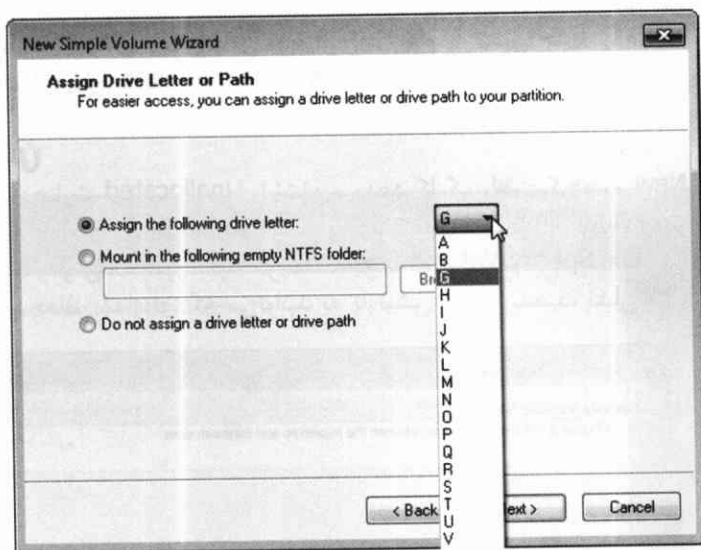 New Simple Volume Wizard
Assign Drive Letter or Path
For easier access, you can assign a drive letter or drive path to your partition.
Assign the following drive letter:
G
Mount in the following empty NTFS folder:
Do not assign a drive letter or drive path
A
B
G
H
I
J
K
L
M
N
O
P
Q
R
S
T
U
V
< Back
Cancel